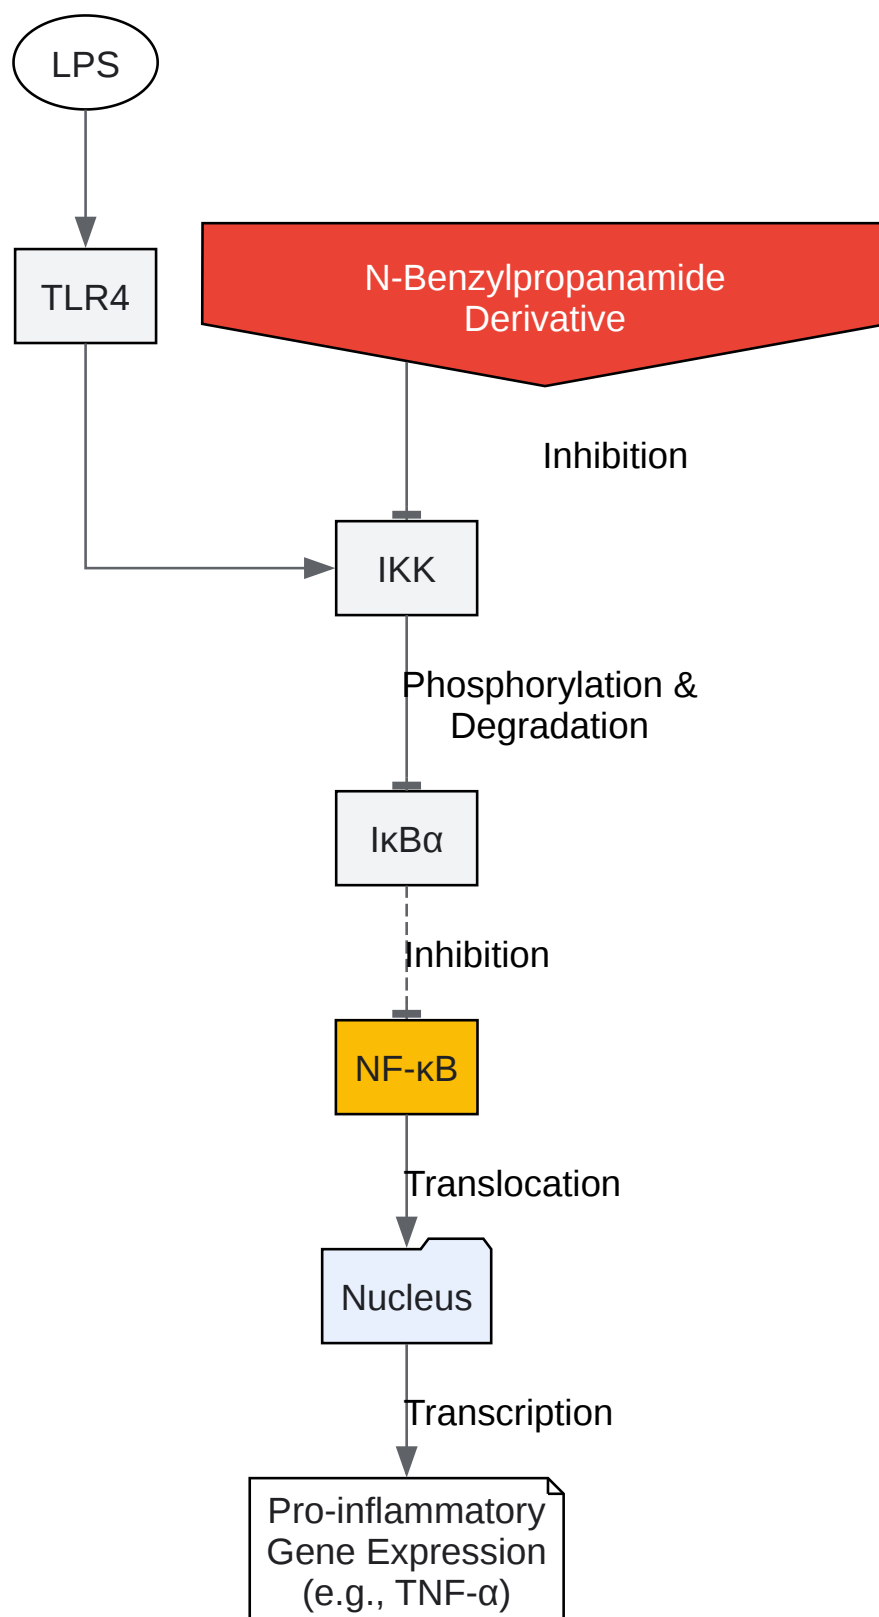 LPS
TLR4
N-Benzylpropanamide
Derivative
Inhibition
IKK
Phosphorylation &
Degradation
IκBα
Inhibition
NF-κB
Translocation
Nucleus
Transcription
Pro-inflammatory
Gene Expression
(e.g., TNF-α)